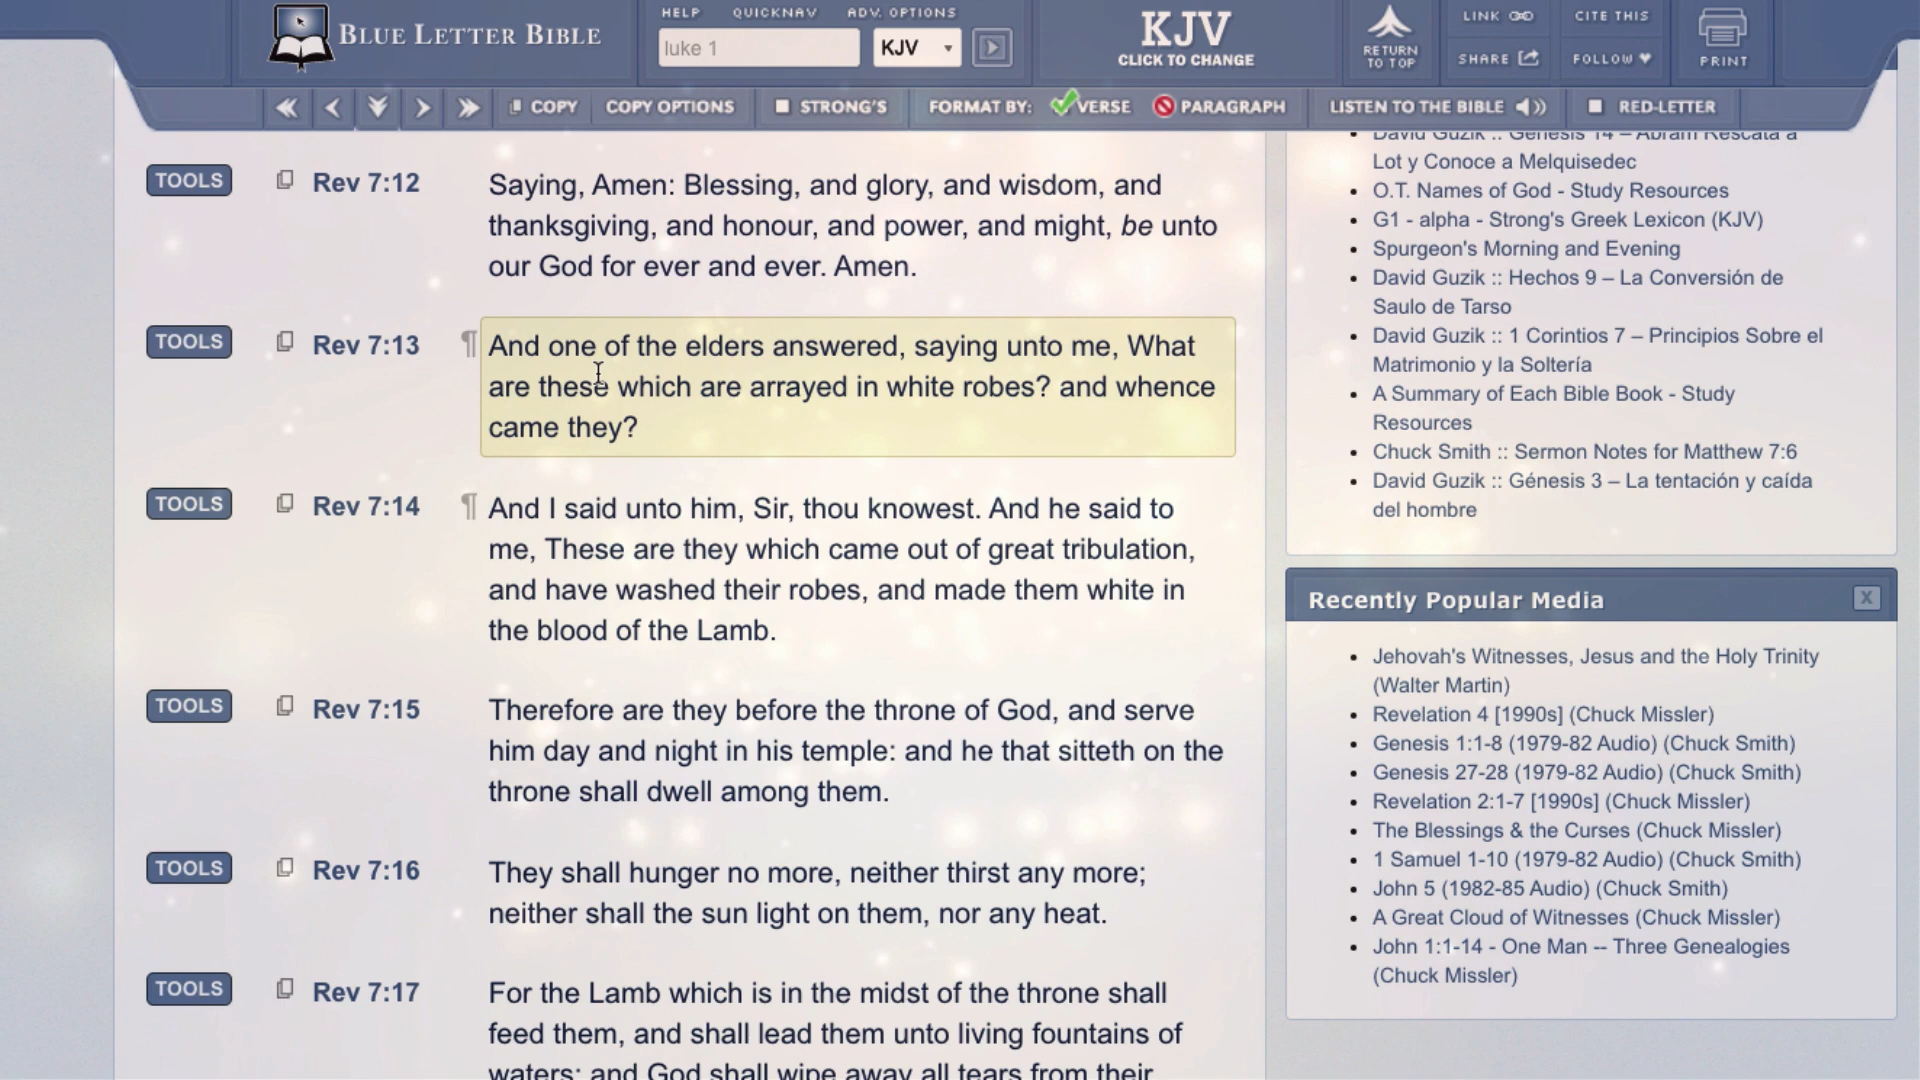 BLUE LETTER BIBLE
HELP QUICKNAV ADV. OPTIONS
luke 1
KJV
KJV
CLICK TO CHANGE
RETURN
TO TOP
LINK
SHARE
CITE THIS
FOLLOW
PRINT
COPY
COPY OPTIONS
STRONG'S
FORMAT BY: VERSE PARAGRAPH
LISTEN TO THE BIBLE
RED-LETTER
TOOLS Rev 7:12 Saying, Amen: Blessing, and glory, and wisdom, and
thanksgiving, and honour, and power, and might, be unto
our God for ever and ever. Amen.
TOOLS Rev 7:13 ¶ And one of the elders answered, saying unto me, What
are these which are arrayed in white robes? and whence
came they?
TOOLS Rev 7:14 ¶ And I said unto him, Sir, thou knowest. And he said to
me, These are they which came out of great tribulation,
and have washed their robes, and made them white in
the blood of the Lamb.
TOOLS Rev 7:15 Therefore are they before the throne of God, and serve
him day and night in his temple: and he that sitteth on the
throne shall dwell among them.
TOOLS Rev 7:16 They shall hunger no more, neither thirst any more;
neither shall the sun light on them, nor any heat.
TOOLS Rev 7:17 For the Lamb which is in the midst of the throne shall
feed them, and shall lead them unto living fountains of
waters: and God shall wipe away all tears from their
David Guzik :: Génesis 14 – Abram Rescata a
Lot y Conoce a Melquisedec
O.T. Names of God - Study Resources
G1 - alpha - Strong's Greek Lexicon (KJV)
Spurgeon's Morning and Evening
David Guzik :: Hechos 9 – La Conversión de
Saulo de Tarso
David Guzik :: 1 Corintios 7 – Principios Sobre el
Matrimonio y la Soltería
A Summary of Each Bible Book - Study
Resources
Chuck Smith :: Sermon Notes for Matthew 7:6
David Guzik :: Génesis 3 – La tentación y caída
del hombre
Recently Popular Media
X
Jehovah's Witnesses, Jesus and the Holy Trinity
(Walter Martin)
Revelation 4 [1990s] (Chuck Missler)
Genesis 1:1-8 (1979-82 Audio) (Chuck Smith)
Genesis 27-28 (1979-82 Audio) (Chuck Smith)
Revelation 2:1-7 [1990s] (Chuck Missler)
The Blessings & the Curses (Chuck Missler)
1 Samuel 1-10 (1979-82 Audio) (Chuck Smith)
John 5 (1982-85 Audio) (Chuck Smith)
A Great Cloud of Witnesses (Chuck Missler)
John 1:1-14 - One Man -- Three Genealogies
(Chuck Missler)